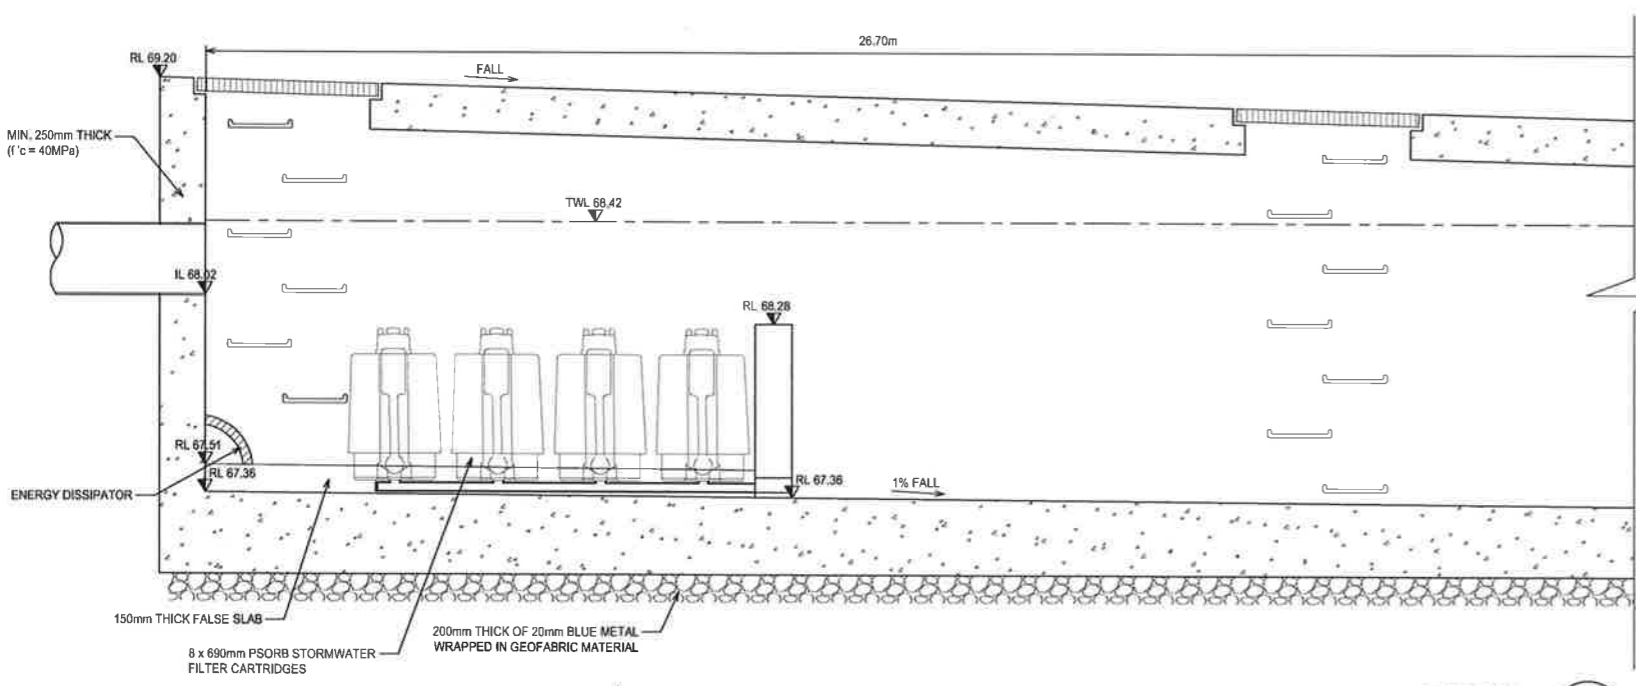 26.70m
RL 69.20
FALL
MIN. 250mm THICK
(f 'c = 40MPa)
TWL 68.42
IL 68.02
RL 68.28
RL 67.51
RL 67.36
RL 67.36
1% FALL
ENERGY DISSIPATOR
150mm THICK FALSE SLAB
200mm THICK OF 20mm BLUE METAL
WRAPPED IN GEOFABRIC MATERIAL
8 x 690mm PSORB STORMWATER
FILTER CARTRIDGES